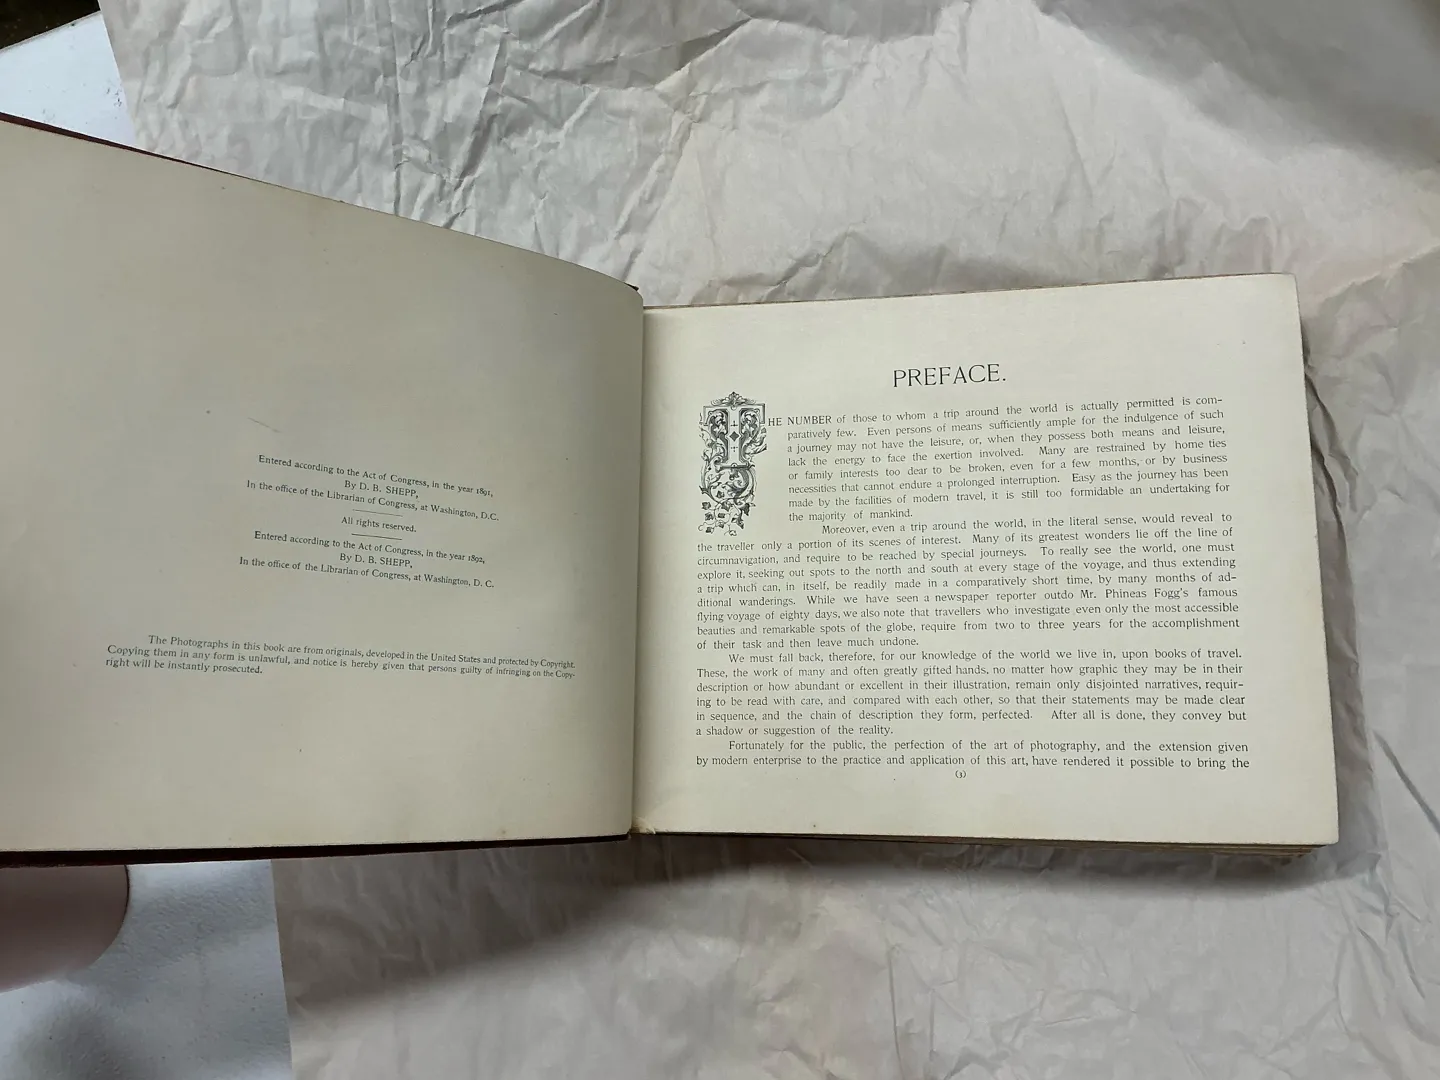 Entered according to the Act of Congress, in the year 1891,
By D. B. SHEPP,
In the office of the Librarian of Congress, at Washington, D.C.
All rights reserved.
Entered according to the Act of Congress, in the year 1892,
By D. B. SHEPP,
In the office of the Librarian of Congress, at Washington, D. C.
The Photographs in this book are from originals, developed in the United States and protected by Copyright.
Copying them in any form is unlawful, and notice is hereby given that persons guilty of infringing on the Copy-
right will be instantly prosecuted.
PREFACE.
THE NUMBER of those to whom a trip around the world is actually permitted is com-
paratively few. Even persons of means sufficiently ample for the indulgence of such
a journey may not have the leisure, or, when they possess both means and leisure,
lack the energy to face the exertion involved. Many are restrained by home ties
or family interests too dear to be broken, even for a few months, or by business
necessities that cannot endure a prolonged interruption. Easy as the journey has been
made by the facilities of modern travel, it is still too formidable an undertaking for
the majority of mankind.
Moreover, even a trip around the world, in the literal sense, would reveal to
the traveller only a portion of its scenes of interest. Many of its greatest wonders lie off the line of
circumnavigation, and require to be reached by special journeys. To really see the world, one must
explore it, seeking out spots to the north and south at every stage of the voyage, and thus extending
a trip which can, in itself, be readily made in a comparatively short time, by many months of ad-
ditional wanderings. While we have seen a newspaper reporter outdo Mr. Phineas Fogg's famous
flying voyage of eighty days, we also note that travellers who investigate even only the most accessible
beauties and remarkable spots of the globe, require from two to three years for the accomplishment
of their task and then leave much undone.
We must fall back, therefore, for our knowledge of the world we live in, upon books of travel.
These, the work of many and often greatly gifted hands, no matter how graphic they may be in their
description or how abundant or excellent in their illustration, remain only disjointed narratives, requir-
ing to be read with care, and compared with each other, so that their statements may be made clear
in sequence, and the chain of description they form, perfected. After all is done, they convey but
a shadow or suggestion of the reality.
Fortunately for the public, the perfection of the art of photography, and the extension given
by modern enterprise to the practice and application of this art, have rendered it possible to bring the
(3)